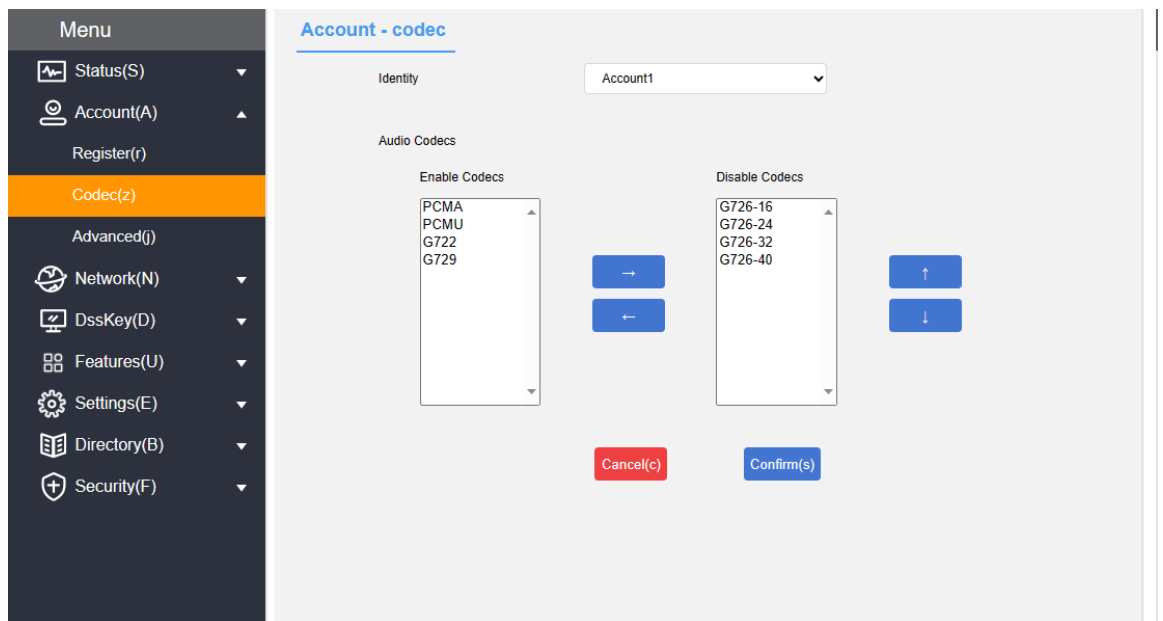 Menu
Status(S)
Account(A)
Register(r)
Codec(z)
Advanced(j)
Network(N)
DssKey(D)
Features(U)
Settings(E)
Directory(B)
Security(F)
Account - codec
Identity Account1
Audio Codecs
Enable Codecs
PCMA
PCMU
G722
G729
→
←
Disable Codecs
G726-16
G726-24
G726-32
G726-40
↑
↓
Cancel(c) Confirm(s)